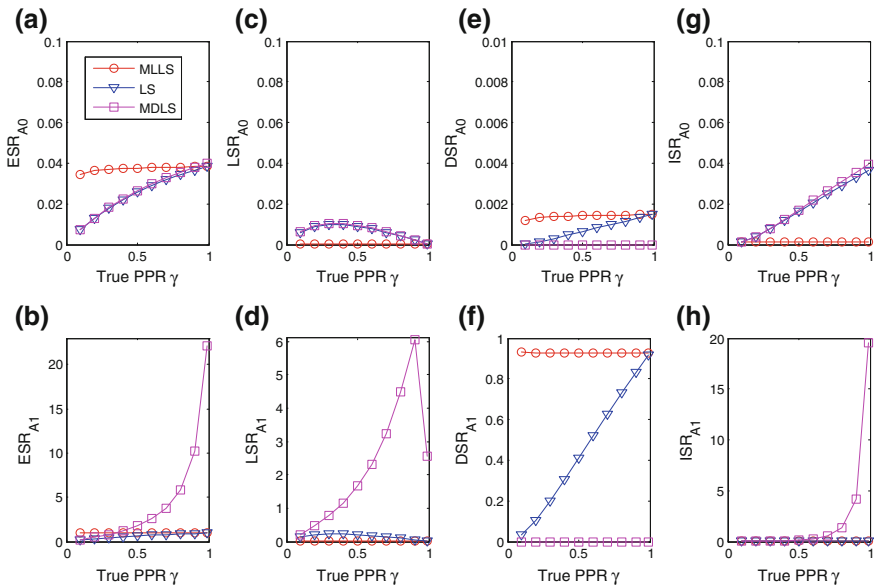 (a)
ESR_A0
0.1
0.08
0.06
0.04
0.02
0
0
0.5
1
True PPR γ
MLLS
LS
MDLS
(c)
LSR_A0
0.1
0.08
0.06
0.04
0.02
0
0
0.5
1
True PPR γ
(e)
DSR_A0
0.01
0.008
0.006
0.004
0.002
0
0
0.5
1
True PPR γ
(g)
ISR_A0
0.1
0.08
0.06
0.04
0.02
0
0
0.5
1
True PPR γ
(b)
ESR_A1
20
15
10
5
0
0
0.5
1
True PPR γ
(d)
LSR_A1
6
5
4
3
2
1
0
0
0.5
1
True PPR γ
(f)
DSR_A1
1
0.8
0.6
0.4
0.2
0
0
0.5
1
True PPR γ
(h)
ISR_A1
20
15
10
5
0
0
0.5
1
True PPR γ